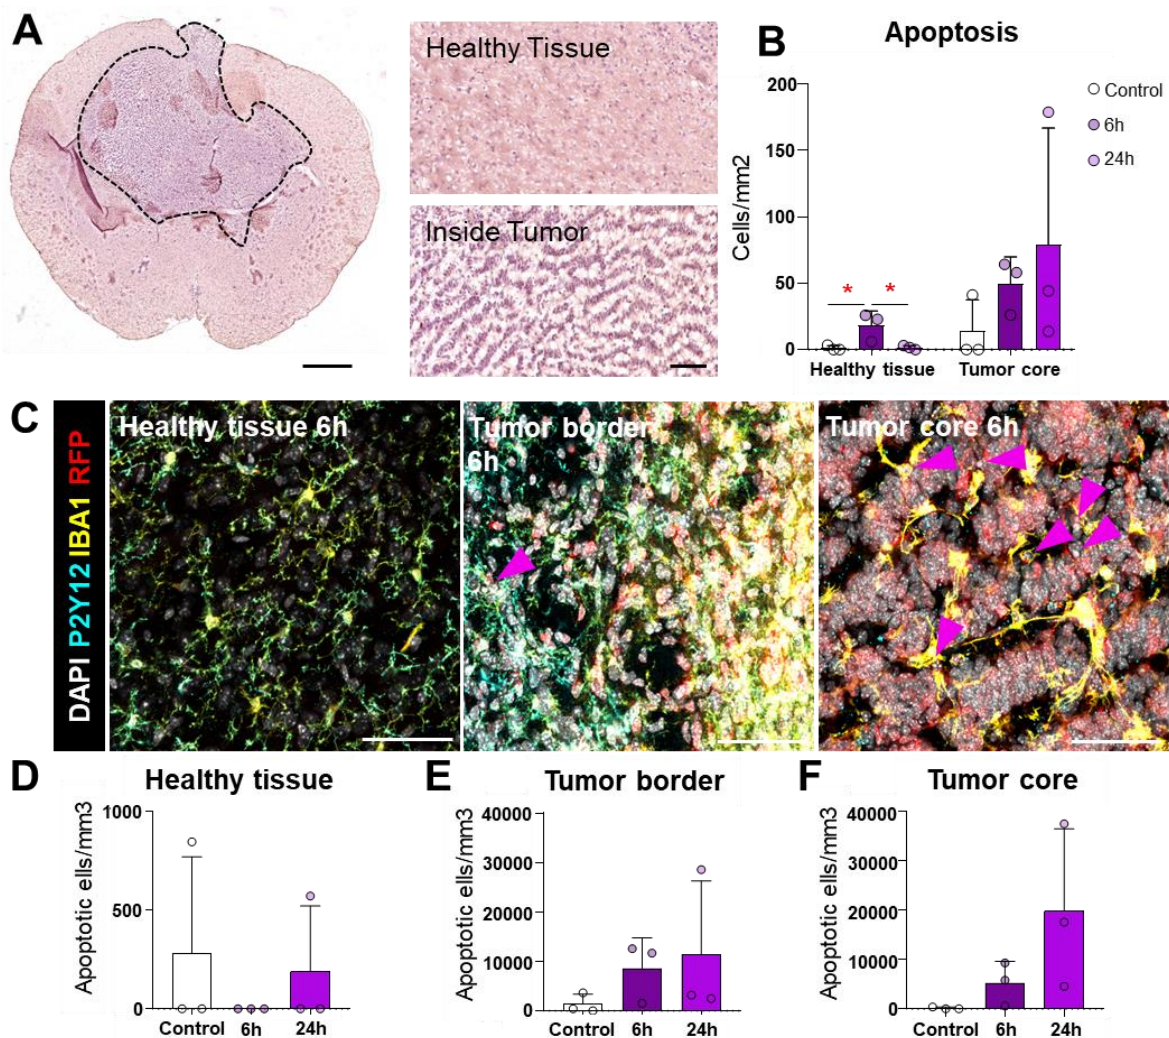 A
Healthy Tissue
Inside Tumor
B
Apoptosis
Cells/mm2
200
150
100
50
0
* *
Healthy tissue Tumor core
Control
6h
24h
C
DAPI P2Y12 IBA1 RFP
Healthy tissue 6h
Tumor border
6h
Tumor core 6h
D
Healthy tissue
Apoptotic ells/mm3
1000
500
0
Control 6h 24h
E
Tumor border
Apoptotic ells/mm3
40000
30000
20000
10000
0
Control 6h 24h
F
Tumor core
Apoptotic ells/mm3
40000
30000
20000
10000
0
Control 6h 24h